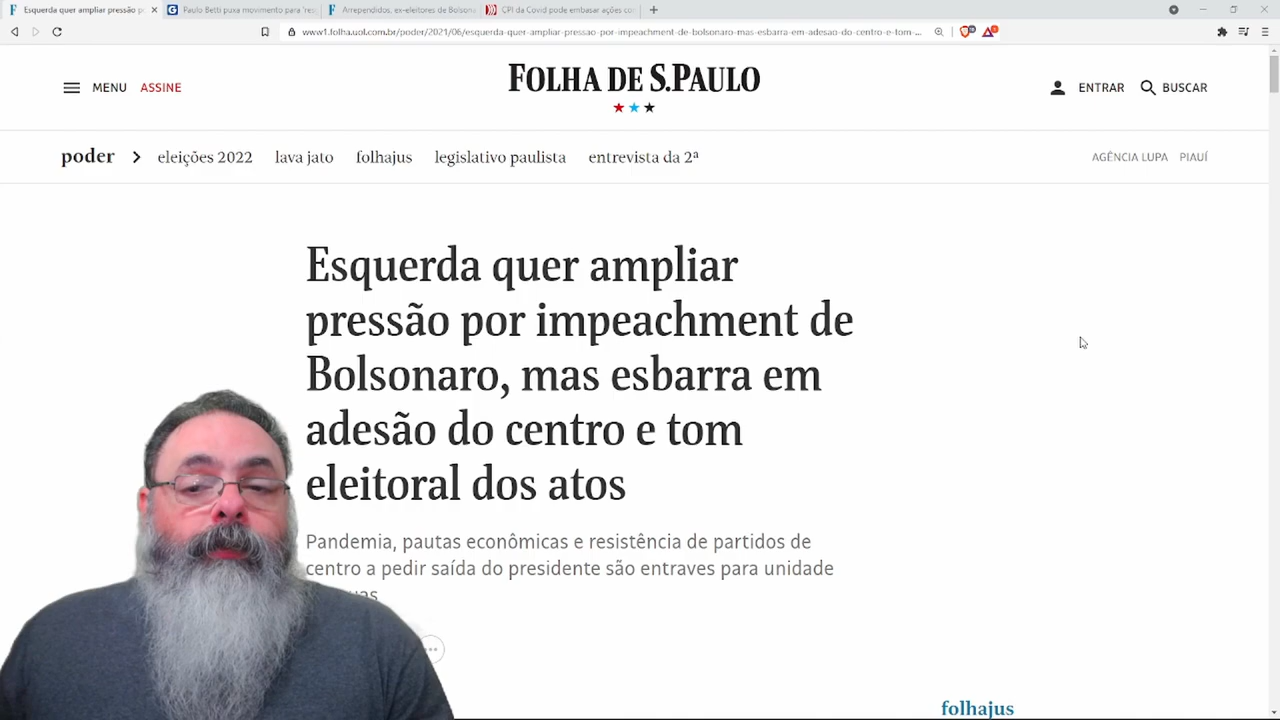 Esquerda quer ampliar pressão p
Paulo Betti puxa movimento para 'res
Arrependidos, ex-eleitores de Bolsona
CPI da Covid pode embasar ações co
www1.folha.uol.com.br/poder/2021/06/esquerda-quer-ampliar-pressao-por-impeachment-de-bolsonaro-mas-esbarra-em-adesao-do-centro-e-tom-...
MENU ASSINE
FOLHA DE S.PAULO
ENTRAR BUSCAR
poder eleições 2022 lava jato folhajus legislativo paulista entrevista da 2ª
AGÊNCIA LUPA PIAUÍ
Esquerda quer ampliar
pressão por impeachment de
Bolsonaro, mas esbarra em
adesão do centro e tom
eleitoral dos atos
Pandemia, pautas econômicas e resistência de partidos de
centro a pedir saída do presidente são entraves para unidade
folhajus